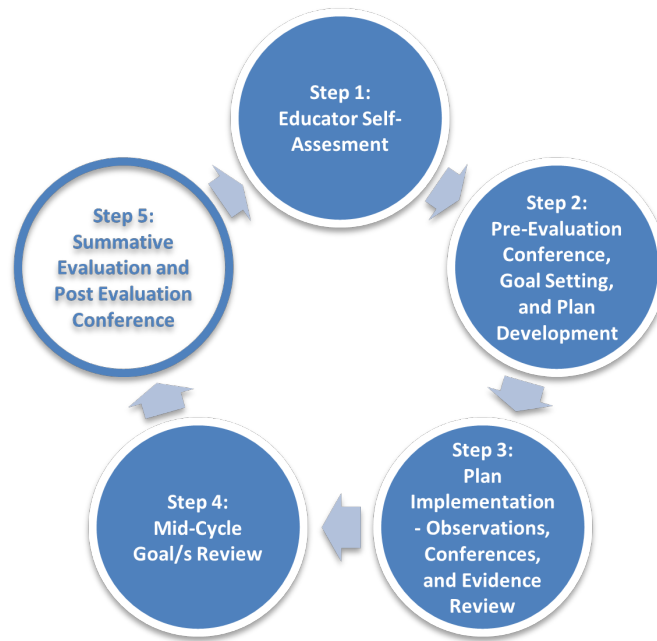 Step 1:
Educator Self-
Assesment
Step 2:
Pre-Evaluation
Conference,
Goal Setting,
and Plan
Development
Step 3:
Plan
Implementation
- Observations,
Conferences,
and Evidence
Review
Step 4:
Mid-Cycle
Goal/s Review
Step 5:
Summative
Evaluation and
Post Evaluation
Conference